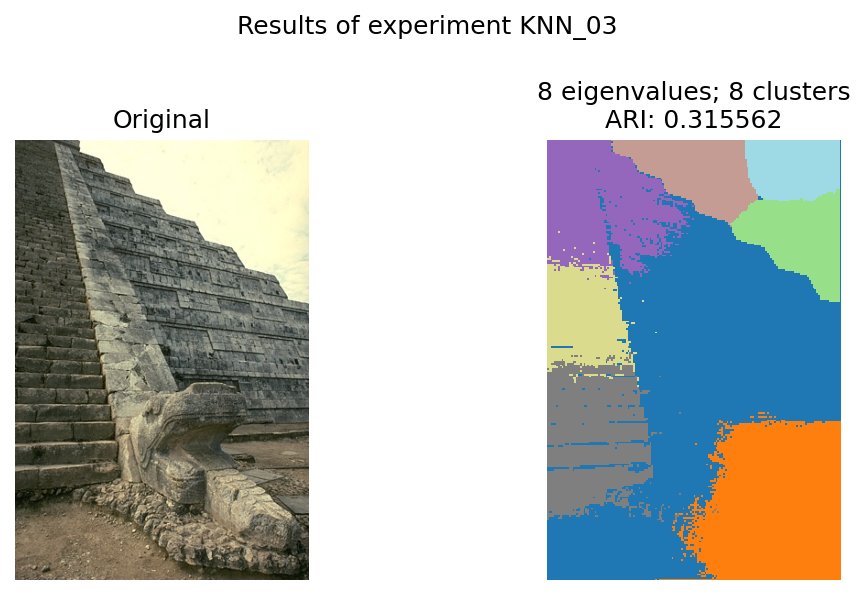 Results of experiment KNN_03
Original
8 eigenvalues; 8 clusters
ARI: 0.315562